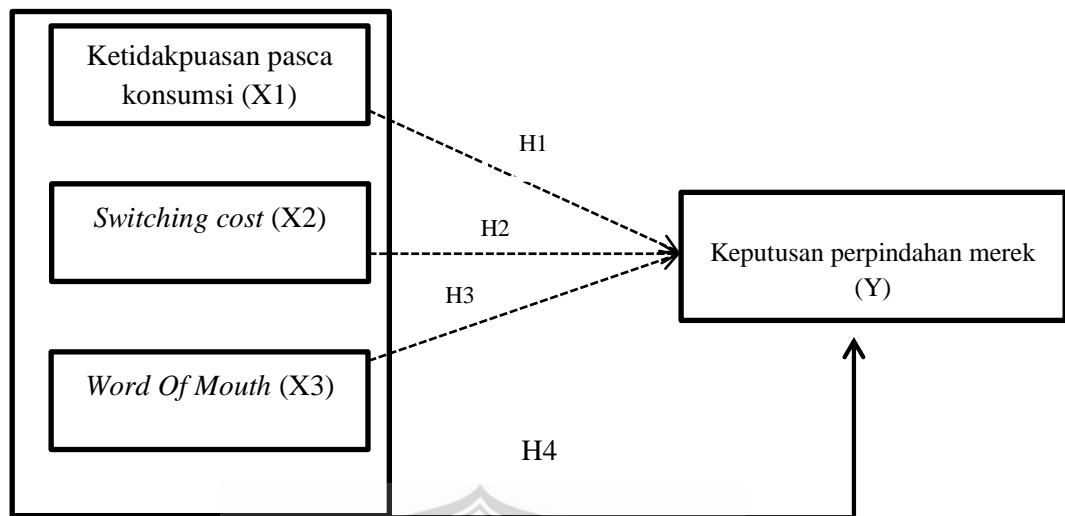 Ketidakpuasan pasca
konsumsi (X1)
H1
Switching cost (X2)
H2
Keputusan perpindahan merek
(Y)
H3
Word Of Mouth (X3)
H4